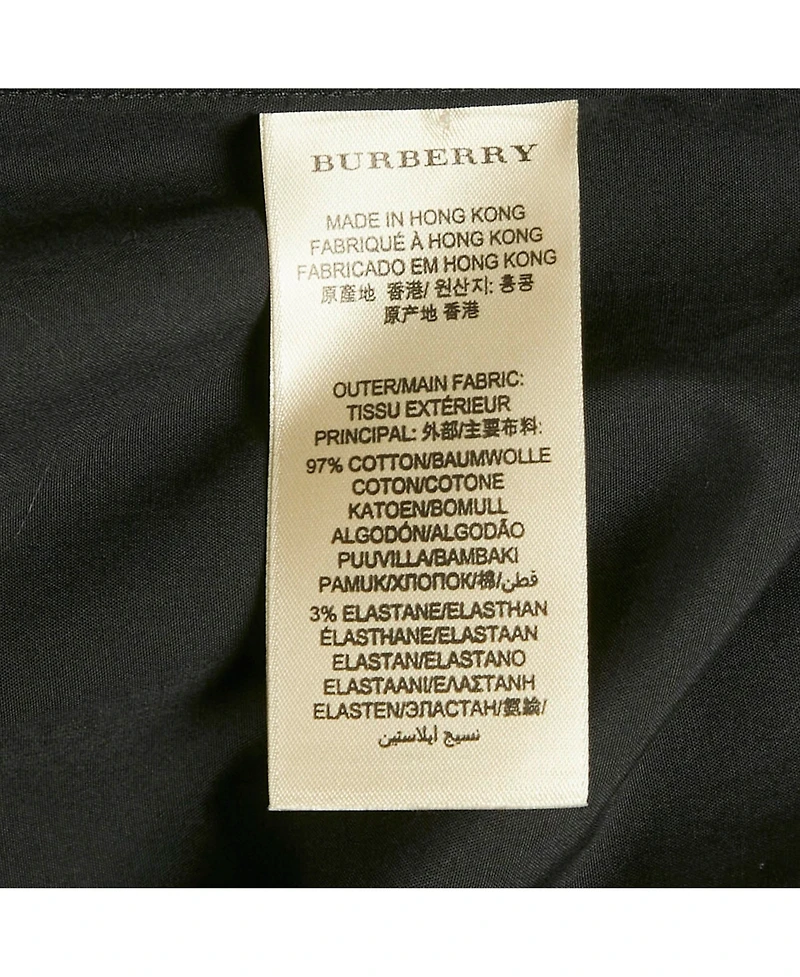 BURBERRY
MADE IN HONG KONG
FABRIQUÉ À HONG KONG
FABRICADO EM HONG KONG
原產地 香港/ 원산지: 홍콩
原产地 香港
OUTER/MAIN FABRIC:
TISSU EXTÉRIEUR
PRINCIPAL: 外部/主要布料:
97% COTTON/BAUMWOLLE
COTON/COTONE
KATOEN/BOMULL
ALGODÓN/ALGODÃO
PUUVILLA/BAMBAKI
PAMUK/ХЛОПОК/棉/قطن
3% ELASTANE/ELASTHAN
ÉLASTHANE/ELASTAAN
ELASTAN/ELASTANO
ELASTAANI/ΕΛΑΣΤΑΝΗ
ELASTEN/ЭЛАСТАН/氨綸/
نسيج ايلاستين